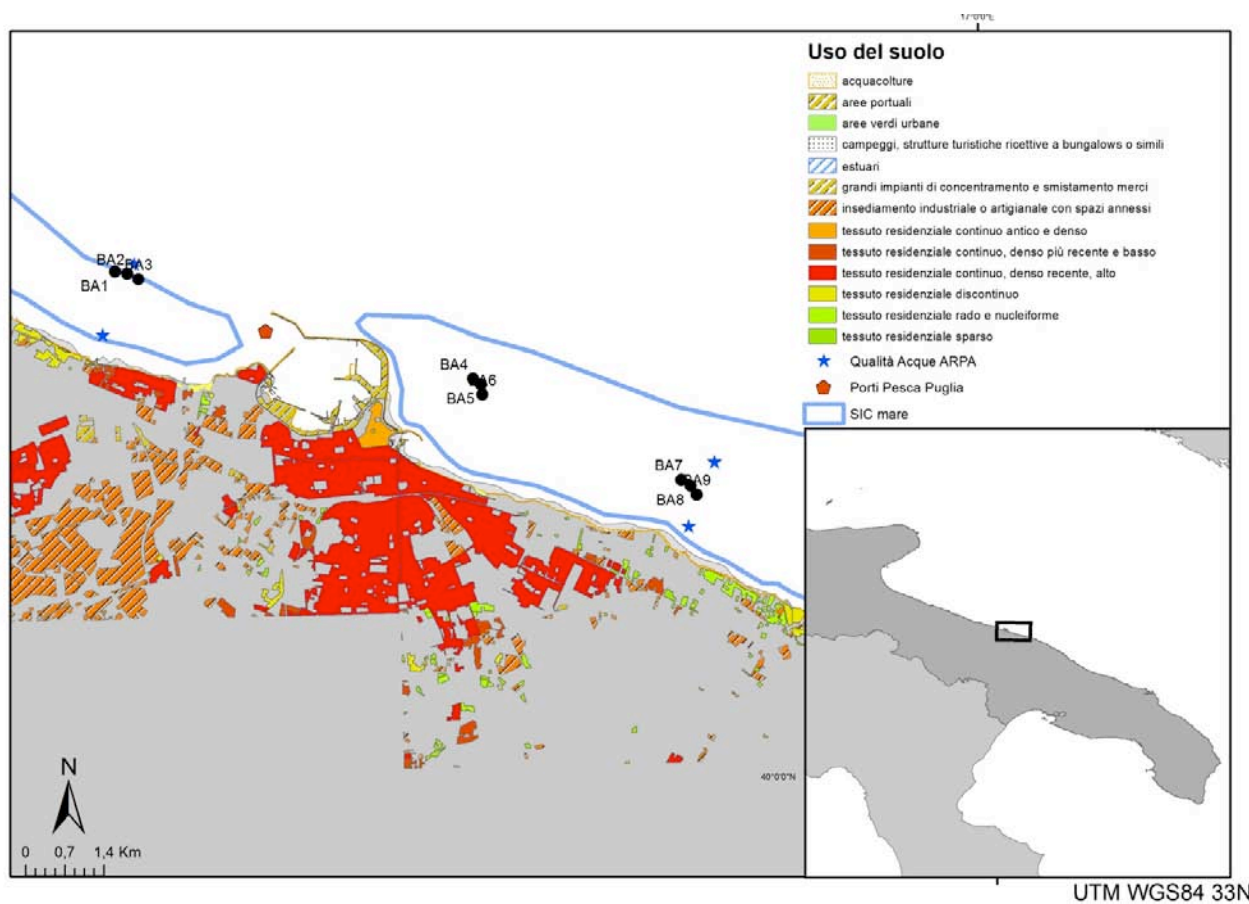 17°0'0"E
Uso del suolo
acquacolture
aree portuali
aree verdi urbane
campeggi, strutture turistiche ricettive a bungalows o simili
estuari
grandi impianti di concentramento e smistamento merci
insediamento industriale o artigianale con spazi annessi
tessuto residenziale continuo antico e denso
tessuto residenziale continuo, denso più recente e basso
tessuto residenziale continuo, denso recente, alto
tessuto residenziale discontinuo
tessuto residenziale rado e nucleiforme
tessuto residenziale sparso
Qualità Acque ARPA
Porti Pesca Puglia
SIC mare
BA2
BA3
BA1
BA4
BA6
BA5
BA7
BA9
BA8
40°0'0"N
N
0 0,7 1,4 Km
UTM WGS84 33N